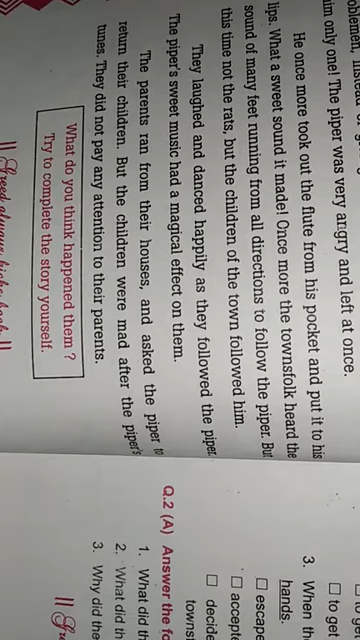 him only one! The piper was very angry and left at once.
He once more took out the flute from his pocket and put it to his
lips. What a sweet sound it made! Once more the townsfolk heard the
sound of many feet running from all directions to follow the piper. But
this time not the rats, but the children of the town followed him.
They laughed and danced happily as they followed the piper.
The piper's sweet music had a magical effect on them.
The parents ran from their houses, and asked the piper to
return their children. But the children were mad after the piper's
tunes. They did not pay any attention to their parents.
What do you think happened them ?
Try to complete the story yourself.
to get
3. When th
hands.
escape
accept
decide
towns
Q.2 (A) Answer the fo
1. What did th
2. What did th
3. Why did the